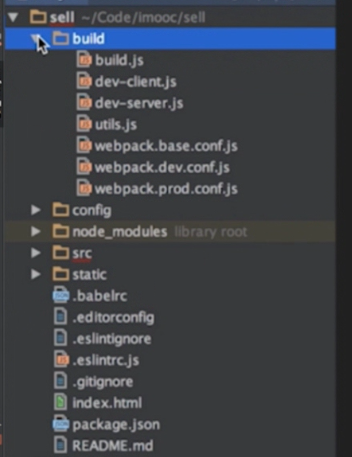 sell ~/Code/imooc/sell
build
build.js
dev-client.js
dev-server.js
utils.js
webpack.base.conf.js
webpack.dev.conf.js
webpack.prod.conf.js
config
node_modules library root
src
static
.babelrc
.editorconfig
.eslintignore
.eslintrc.js
.gitignore
index.html
package.json
README.md